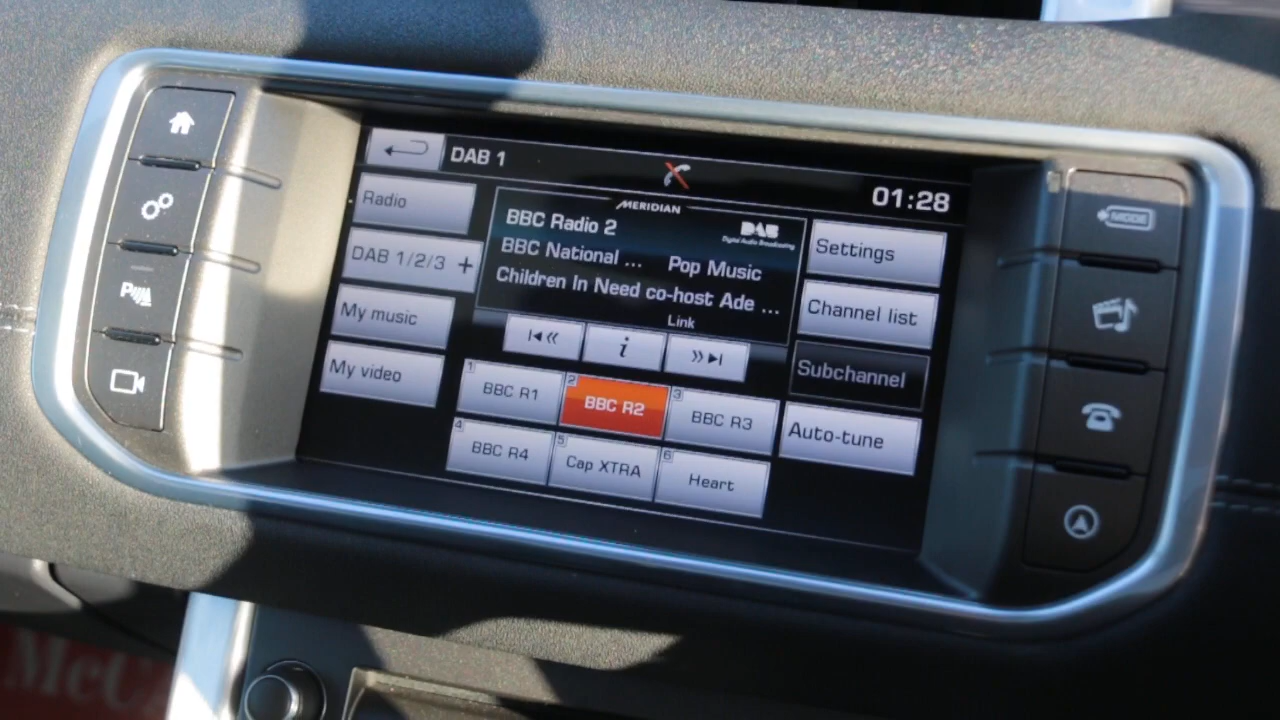 DAB 1
01:28
Radio
DAB 1/2/3 +
My music
My video
MERIDIAN
BBC Radio 2
DAB
Digital Audio Broadcasting
BBC National ... Pop Music
Children In Need co-host Ade ...
Link
i
1 BBC R1
2 BBC R2
3 BBC R3
4 BBC R4
5 Cap XTRA
6 Heart
Settings
Channel list
Subchannel
Auto-tune
MODE